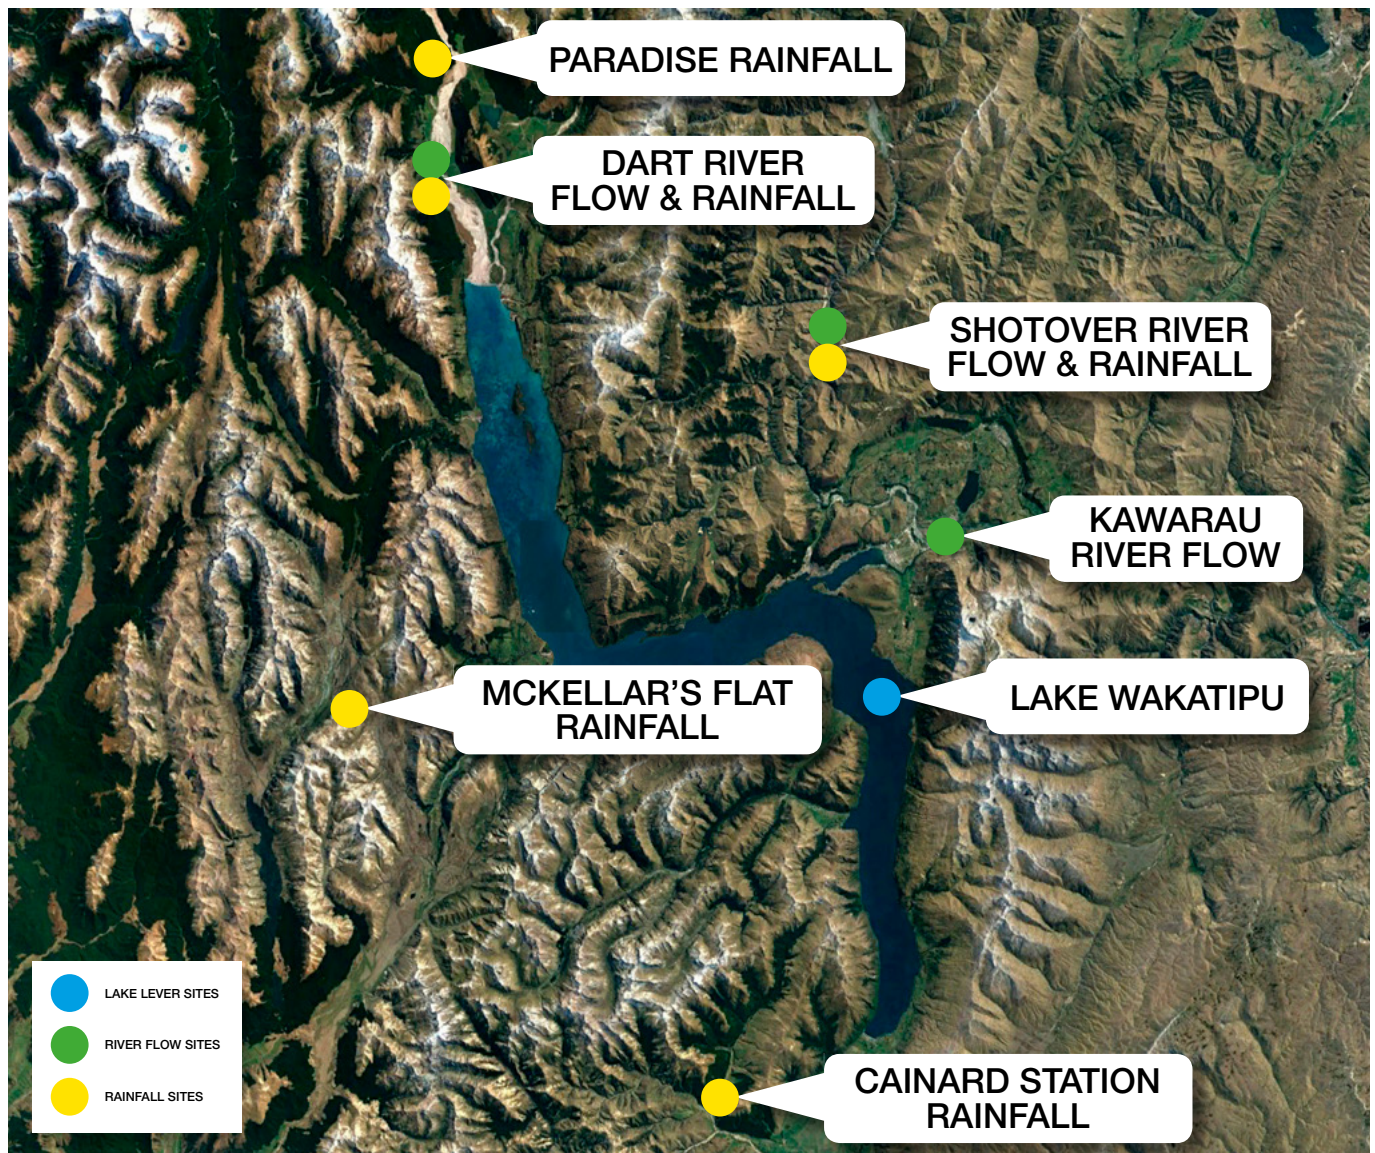 PARADISE RAINFALL
DART RIVER
FLOW & RAINFALL
SHOTOVER RIVER
FLOW & RAINFALL
KAWARAU
RIVER FLOW
MCKELLAR’S FLAT
RAINFALL
LAKE WAKATIPU
LAKE LEVER SITES
RIVER FLOW SITES
RAINFALL SITES
CAINARD STATION
RAINFALL